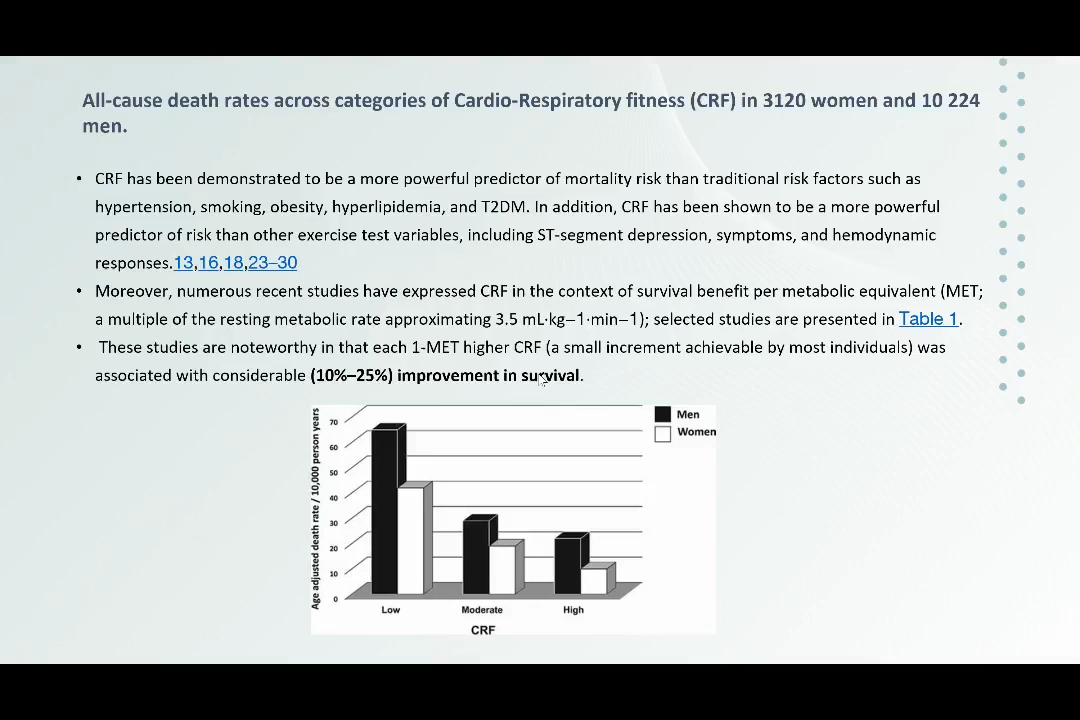 All-cause death rates across categories of Cardio-Respiratory fitness (CRF) in 3120 women and 10 224
men.
• CRF has been demonstrated to be a more powerful predictor of mortality risk than traditional risk factors such as
hypertension, smoking, obesity, hyperlipidemia, and T2DM. In addition, CRF has been shown to be a more powerful
predictor of risk than other exercise test variables, including ST-segment depression, symptoms, and hemodynamic
responses.13,16,18,23–30
• Moreover, numerous recent studies have expressed CRF in the context of survival benefit per metabolic equivalent (MET;
a multiple of the resting metabolic rate approximating 3.5 mL·kg−1·min−1); selected studies are presented in Table 1.
• These studies are noteworthy in that each 1-MET higher CRF (a small increment achievable by most individuals) was
associated with considerable (10%–25%) improvement in survival.
Age adjusted death rate / 10,000 person years
70
60
50
40
30
20
10
0
Low Moderate High
CRF
Men
Women